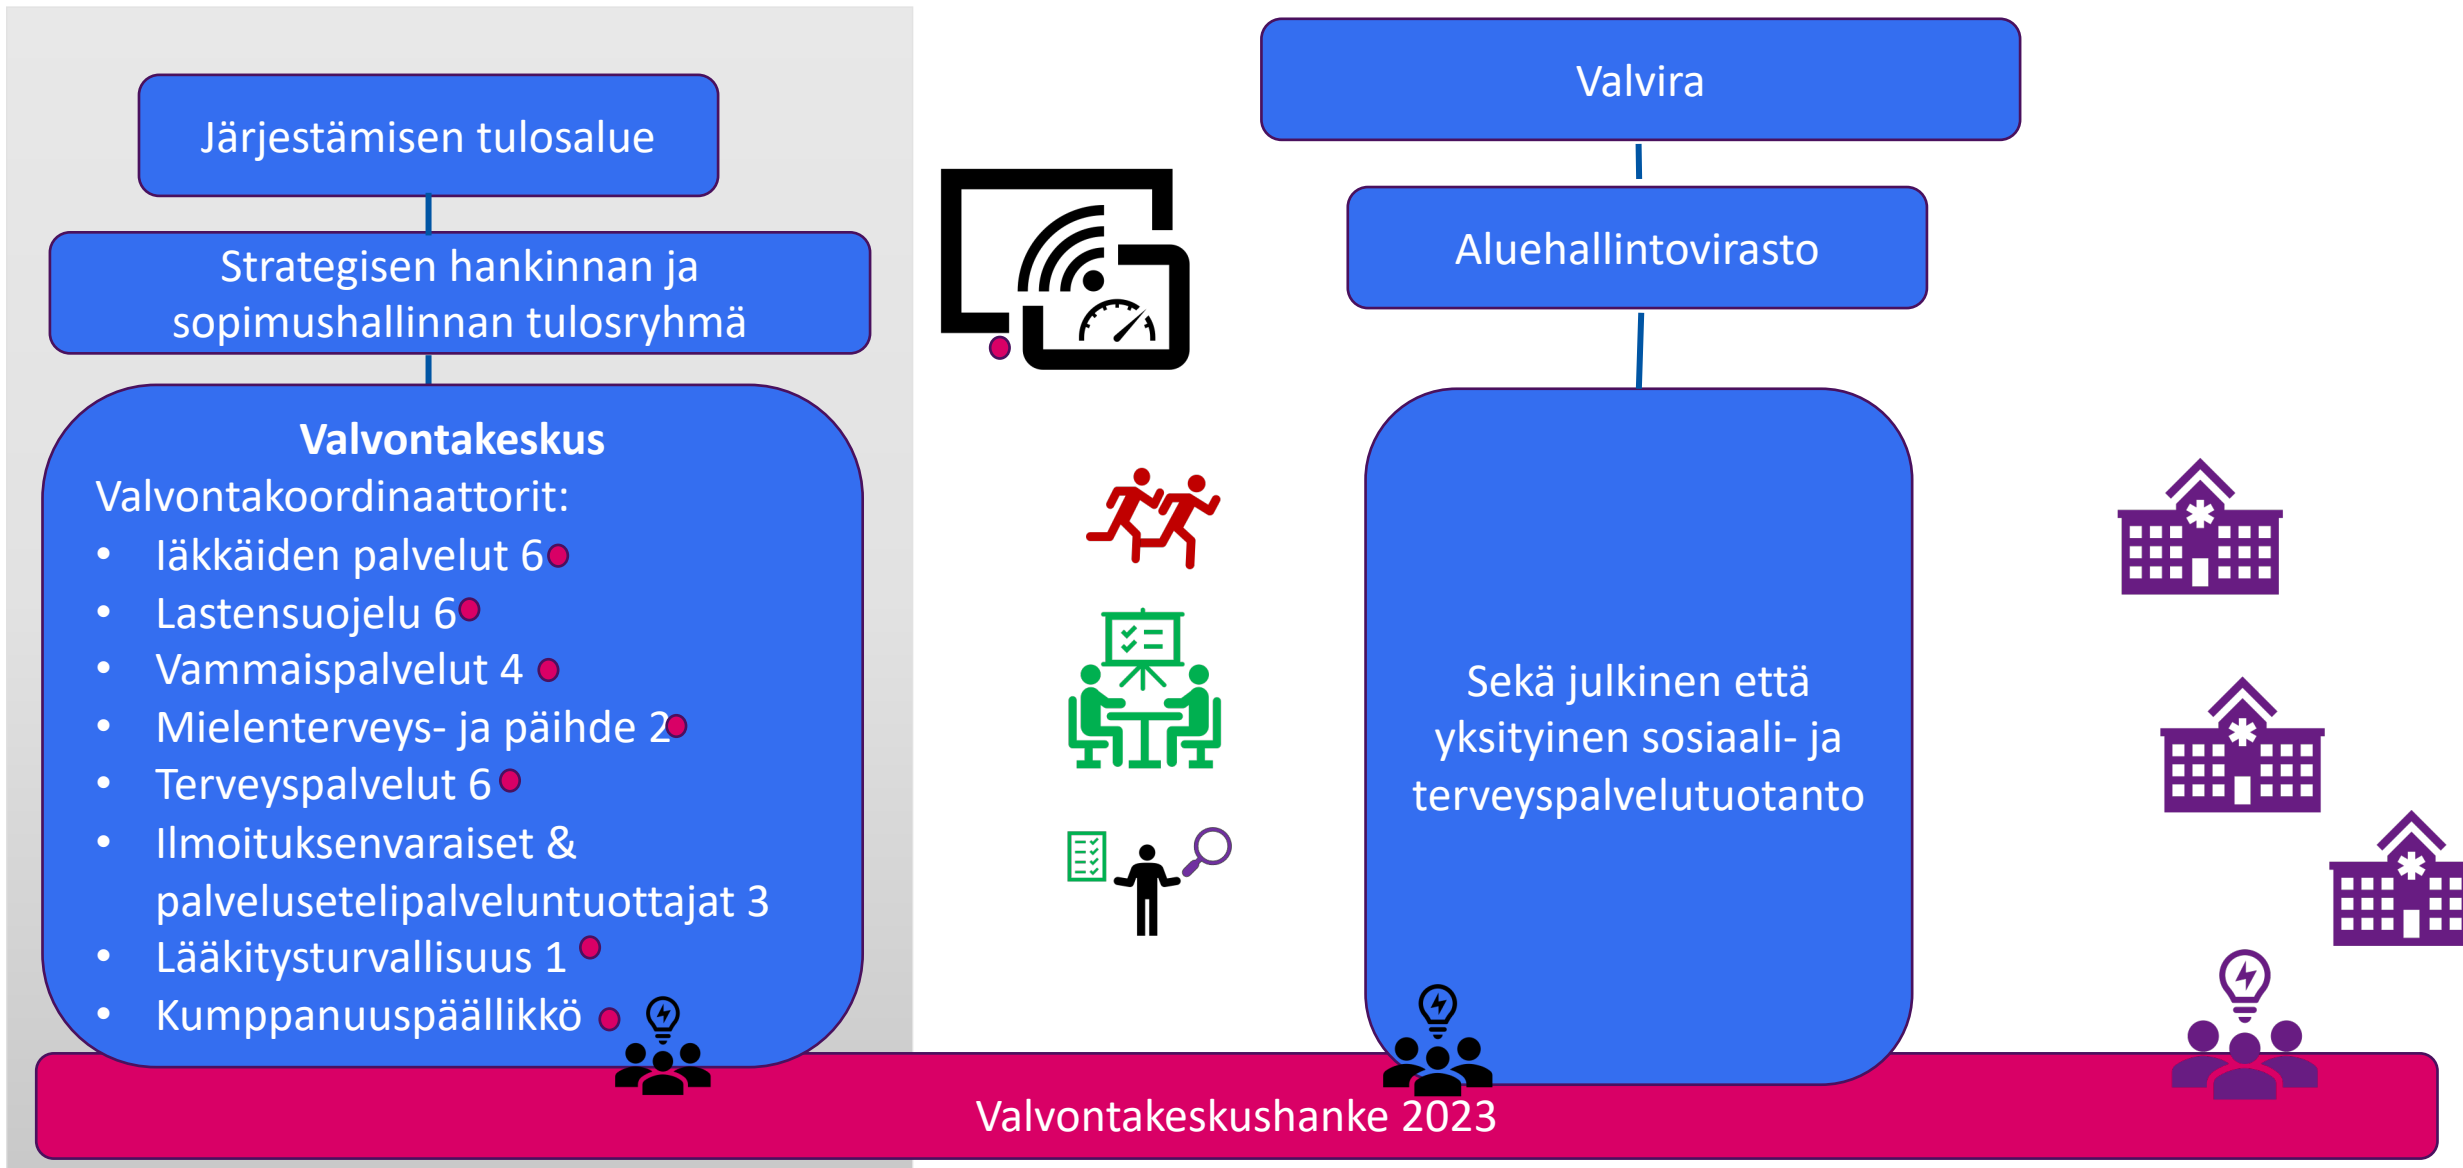 Järjestämisen tulosalue
Strategisen hankinnan ja
sopimushallinnan tulosryhmä
Valvontakeskus
Valvontakoordinaattorit:
• Iäkkäiden palvelut 6
• Lastensuojelu 6
• Vammaispalvelut 4
• Mielenterveys- ja päihde 2
• Terveyspalvelut 6
• Ilmoituksenvaraiset &
palvelusetelipalveluntuottajat 3
• Lääkitysturvallisuus 1
• Kumppanuuspäällikkö
Valvira
Aluehallintovirasto
Sekä julkinen että
yksityinen sosiaali- ja
terveyspalvelutuotanto
Valvontakeskushanke 2023